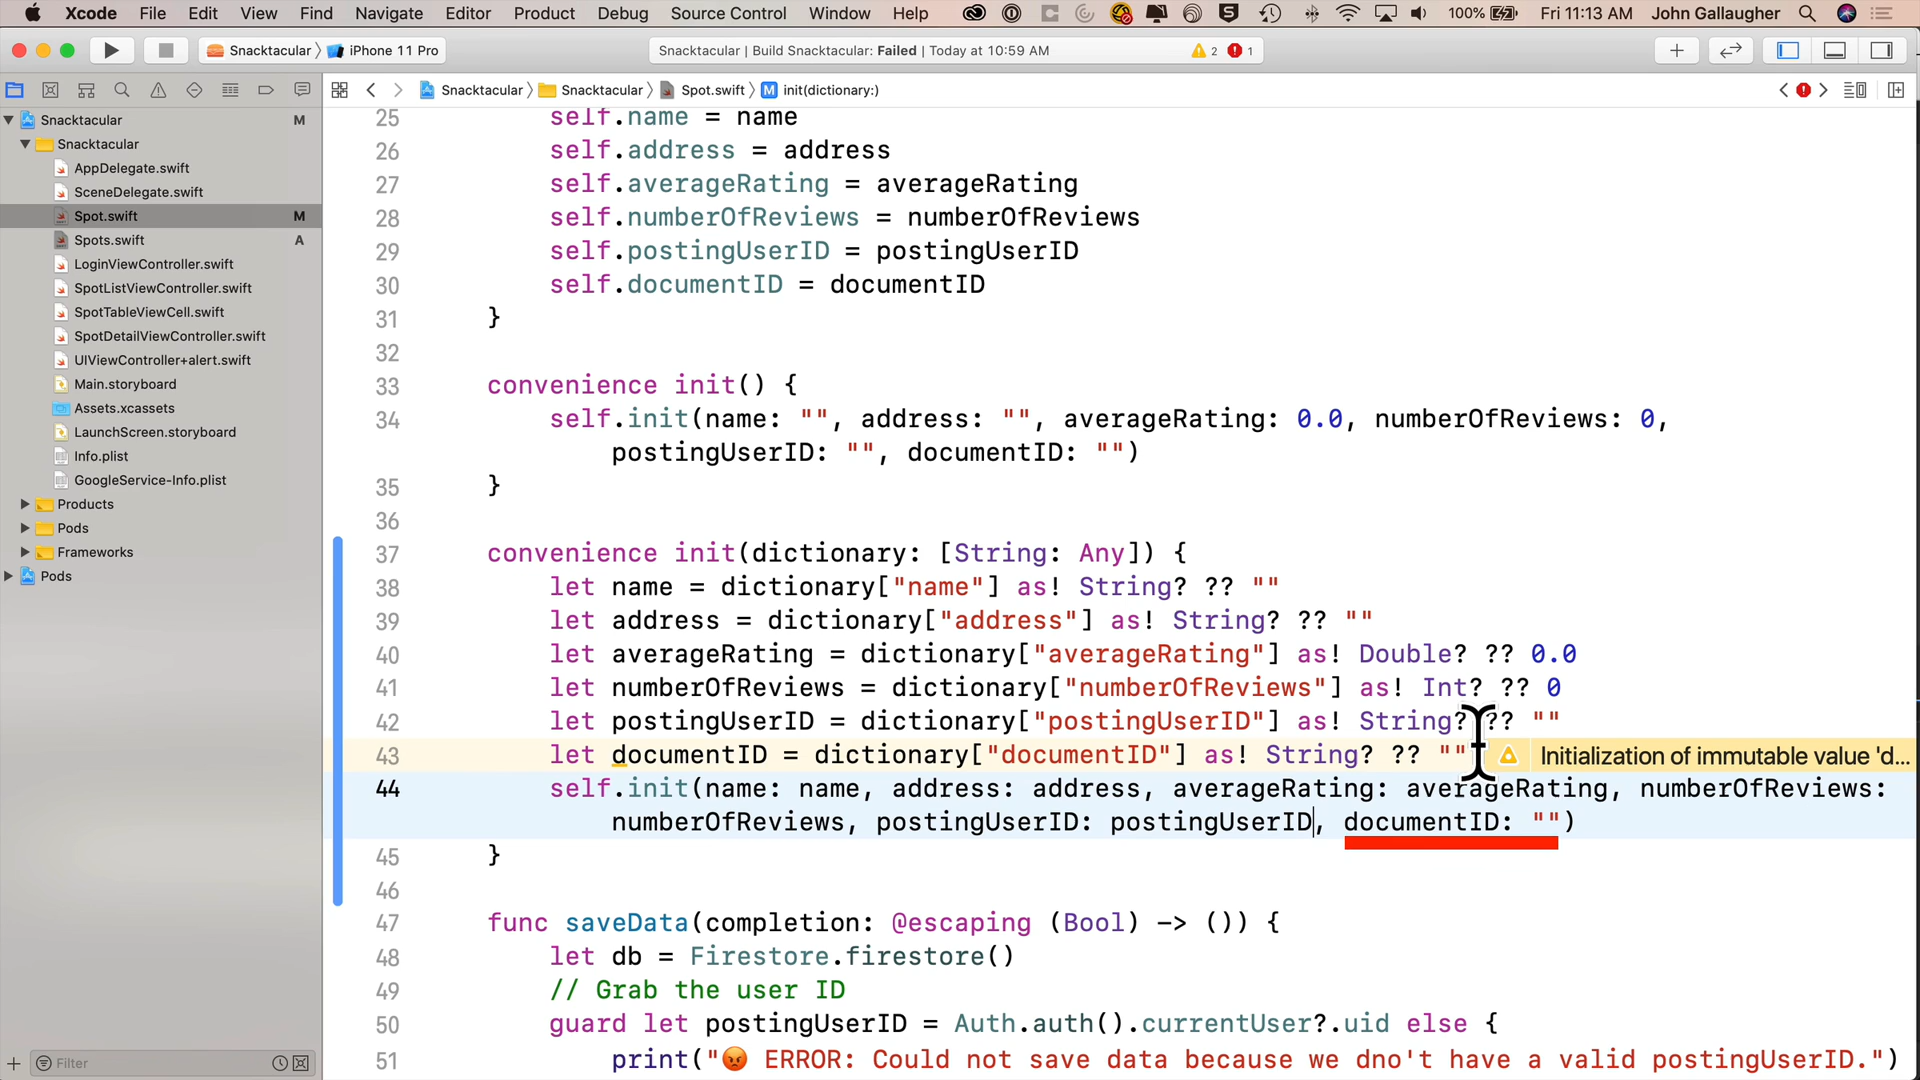 Xcode File Edit View Find Navigate Editor Product Debug Source Control Window Help 100% Fri 11:13 AM John Gallaugher
Snacktacular iPhone 11 Pro Snacktacular | Build Snacktacular: Failed | Today at 10:59 AM 2 1
Snacktacular Snacktacular Spot.swift M init(dictionary:)
Snacktacular M
Snacktacular
AppDelegate.swift
SceneDelegate.swift
Spot.swift M
Spots.swift A
LoginViewController.swift
SpotListViewController.swift
SpotTableViewCell.swift
SpotDetailViewController.swift
UIViewController+alert.swift
Main.storyboard
Assets.xcassets
LaunchScreen.storyboard
Info.plist
GoogleService-Info.plist
Products
Pods
Frameworks
Pods
Filter
25 self.name = name
26 self.address = address
27 self.averageRating = averageRating
28 self.numberOfReviews = numberOfReviews
29 self.postingUserID = postingUserID
30 self.documentID = documentID
31 }
32
33 convenience init() {
34 self.init(name: "", address: "", averageRating: 0.0, numberOfReviews: 0,
postingUserID: "", documentID: "")
35 }
36
37 convenience init(dictionary: [String: Any]) {
38 let name = dictionary["name"] as! String? ?? ""
39 let address = dictionary["address"] as! String? ?? ""
40 let averageRating = dictionary["averageRating"] as! Double? ?? 0.0
41 let numberOfReviews = dictionary["numberOfReviews"] as! Int? ?? 0
42 let postingUserID = dictionary["postingUserID"] as! String? ?? ""
43 let documentID = dictionary["documentID"] as! String? ?? "" Initialization of immutable value 'd...
44 self.init(name: name, address: address, averageRating: averageRating, numberOfReviews:
numberOfReviews, postingUserID: postingUserID, documentID: "")
45 }
46
47 func saveData(completion: @escaping (Bool) -> ()) {
48 let db = Firestore.firestore()
49 // Grab the user ID
50 guard let postingUserID = Auth.auth().currentUser?.uid else {
51 print("😡 ERROR: Could not save data because we dno't have a valid postingUserID.")